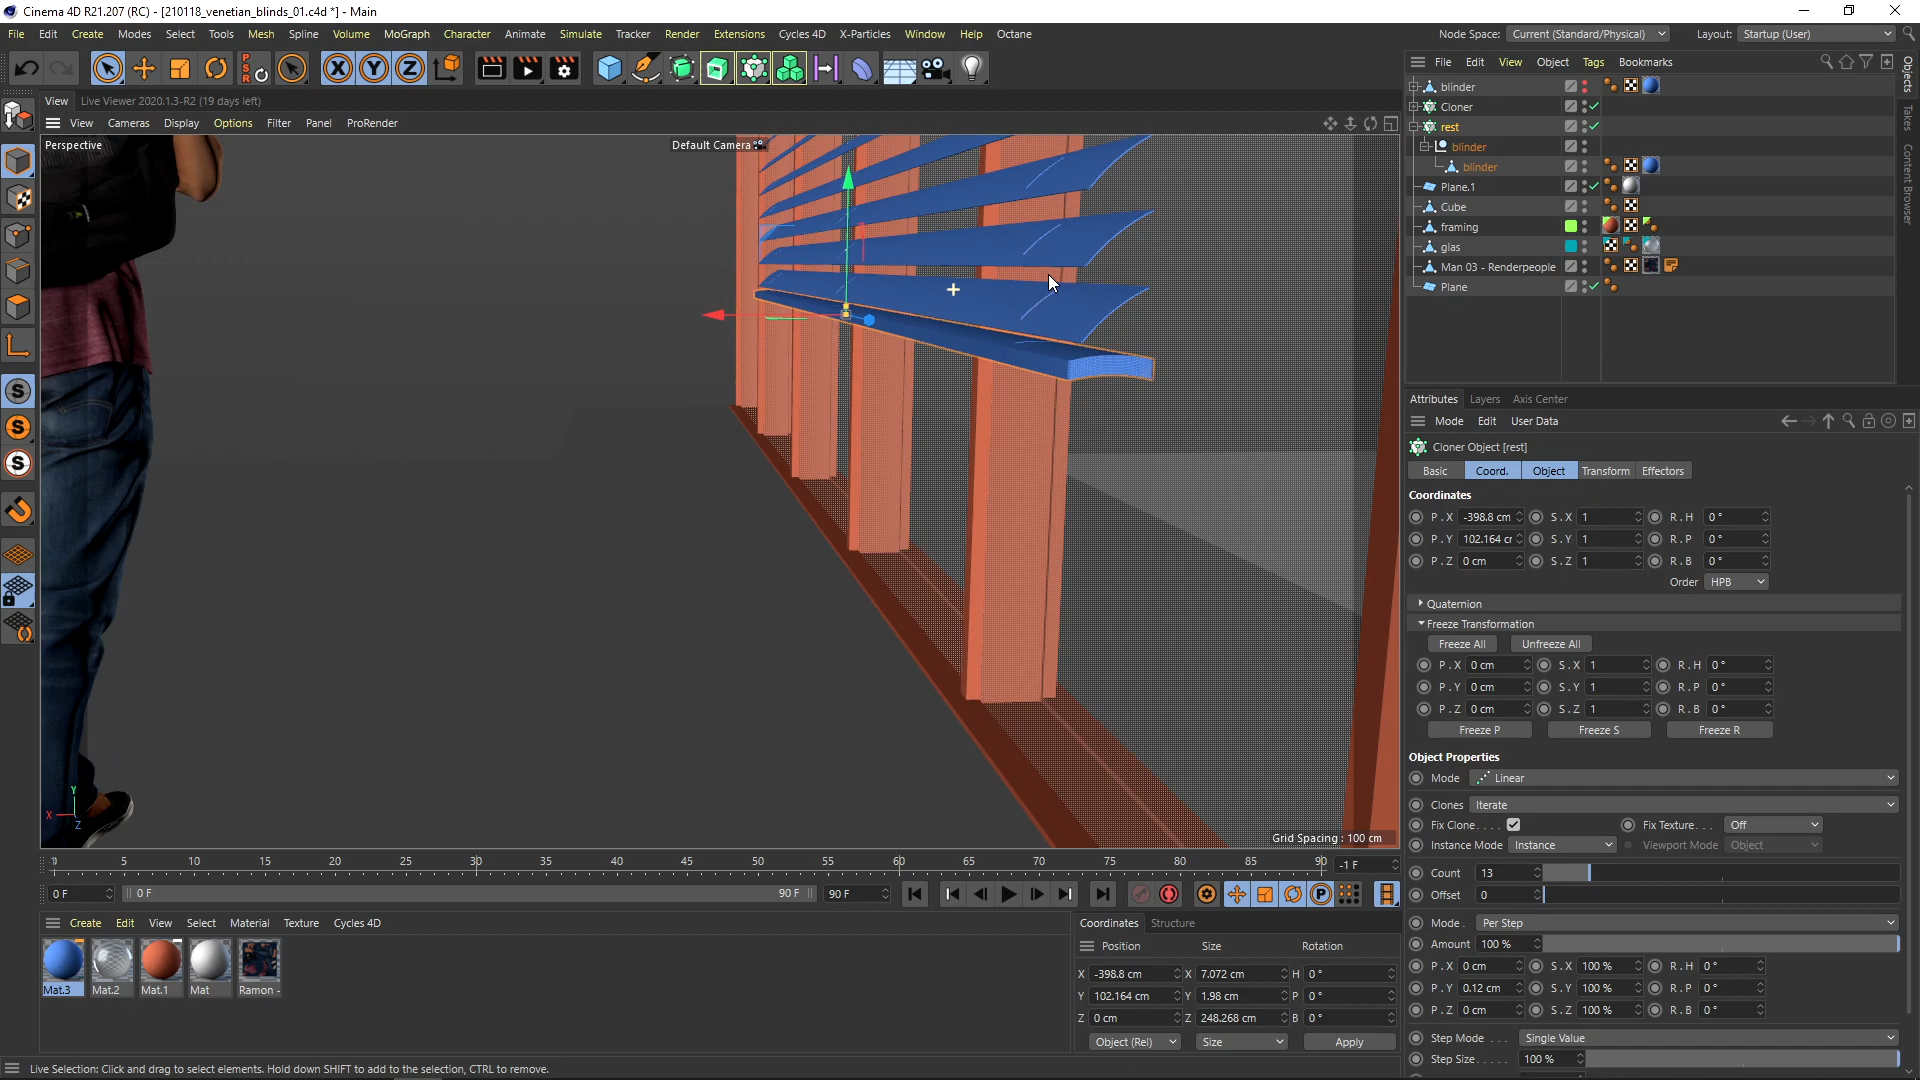 Cinema 4D R21.207 (RC) - [210118_venetian_blinds_01.c4d *] - Main
File Edit Create Modes Select Tools Mesh Spline Volume MoGraph Character Animate Simulate Tracker Render Extensions Cycles 4D X-Particles Window Help Octane Node Space: Current (Standard/Physical) Layout: Startup (User)
P S R X Y Z
File Edit View Object Tags Bookmarks
Objects
Takes
Content Browser
View Live Viewer 2020.1.3-R2 (19 days left)
View Cameras Display Options Filter Panel ProRender
Perspective Default Camera
blinder
Cloner
rest
blinder
blinder
Plane.1
Cube
framing
glas
Man 03 - Renderpeople
Plane
S
S
S
Attributes Layers Axis Center
Mode Edit User Data
Cloner Object [rest]
Basic Coord. Object Transform Effectors
Coordinates
P . X -398.8 cm S . X 1 R . H 0°
P . Y 102.164 cr S . Y 1 R . P 0°
P . Z 0 cm S . Z 1 R . B 0°
Order HPB
Quaternion
Freeze Transformation
Freeze All Unfreeze All
P . X 0 cm S . X 1 R . H 0°
P . Y 0 cm S . Y 1 R . P 0°
P . Z 0 cm S . Z 1 R . B 0°
Freeze P Freeze S Freeze R
Object Properties
Mode Linear
Clones Iterate
Fix Clone. . . . Fix Texture. . . Off
Instance Mode Instance Viewport Mode Object
Count 13
Offset 0
Mode . Per Step
Amount 100 %
P . X 0 cm S . X 100 % R . H 0°
P . Y 0.12 cm S . Y 100 % R . P 0°
P . Z 0 cm S . Z 100 % R . B 0°
Step Mode . . . Single Value
Step Size. . . . . 100 %
Y
X
Z
Grid Spacing : 100 cm
0 5 10 15 20 25 30 35 40 45 50 55 60 65 70 75 80 85 90 -1 F
0 F 0 F 90 F 90 F P
Create Edit View Select Material Texture Cycles 4D
Mat.3 Mat.2 Mat.1 Mat Ramon -
Coordinates Structure
Position Size Rotation
X -398.8 cm X 7.072 cm H 0°
Y 102.164 cm Y 1.98 cm P 0°
Z 0 cm Z 248.268 cm B 0°
Object (Rel) Size Apply
Live Selection: Click and drag to select elements. Hold down SHIFT to add to the selection, CTRL to remove.